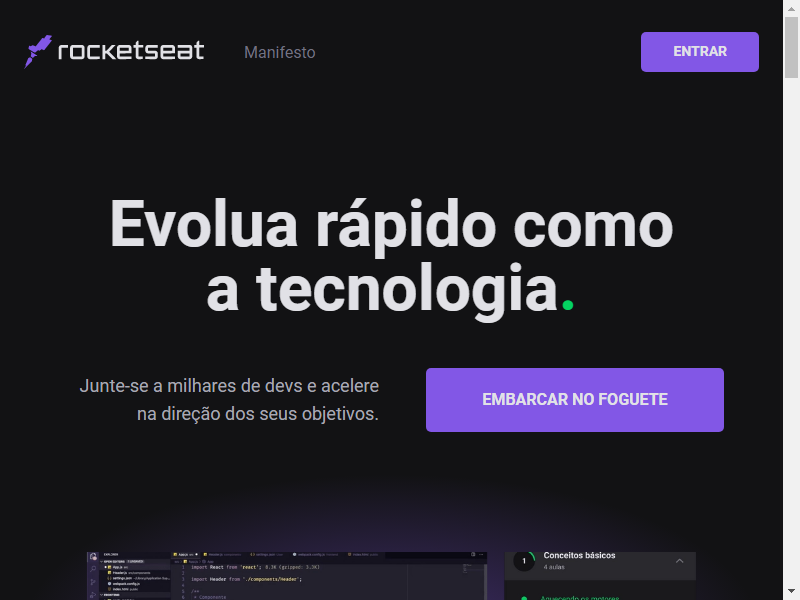 rocketseat
Manifesto
ENTRAR
Evolua rápido como
a tecnologia.
Junte-se a milhares de devs e acelere
na direção dos seus objetivos.
EMBARCAR NO FOGUETE
import React from 'react';
import Header from './components/Header';
1
Conceitos básicos
4 aulas
Aquecendo os motores